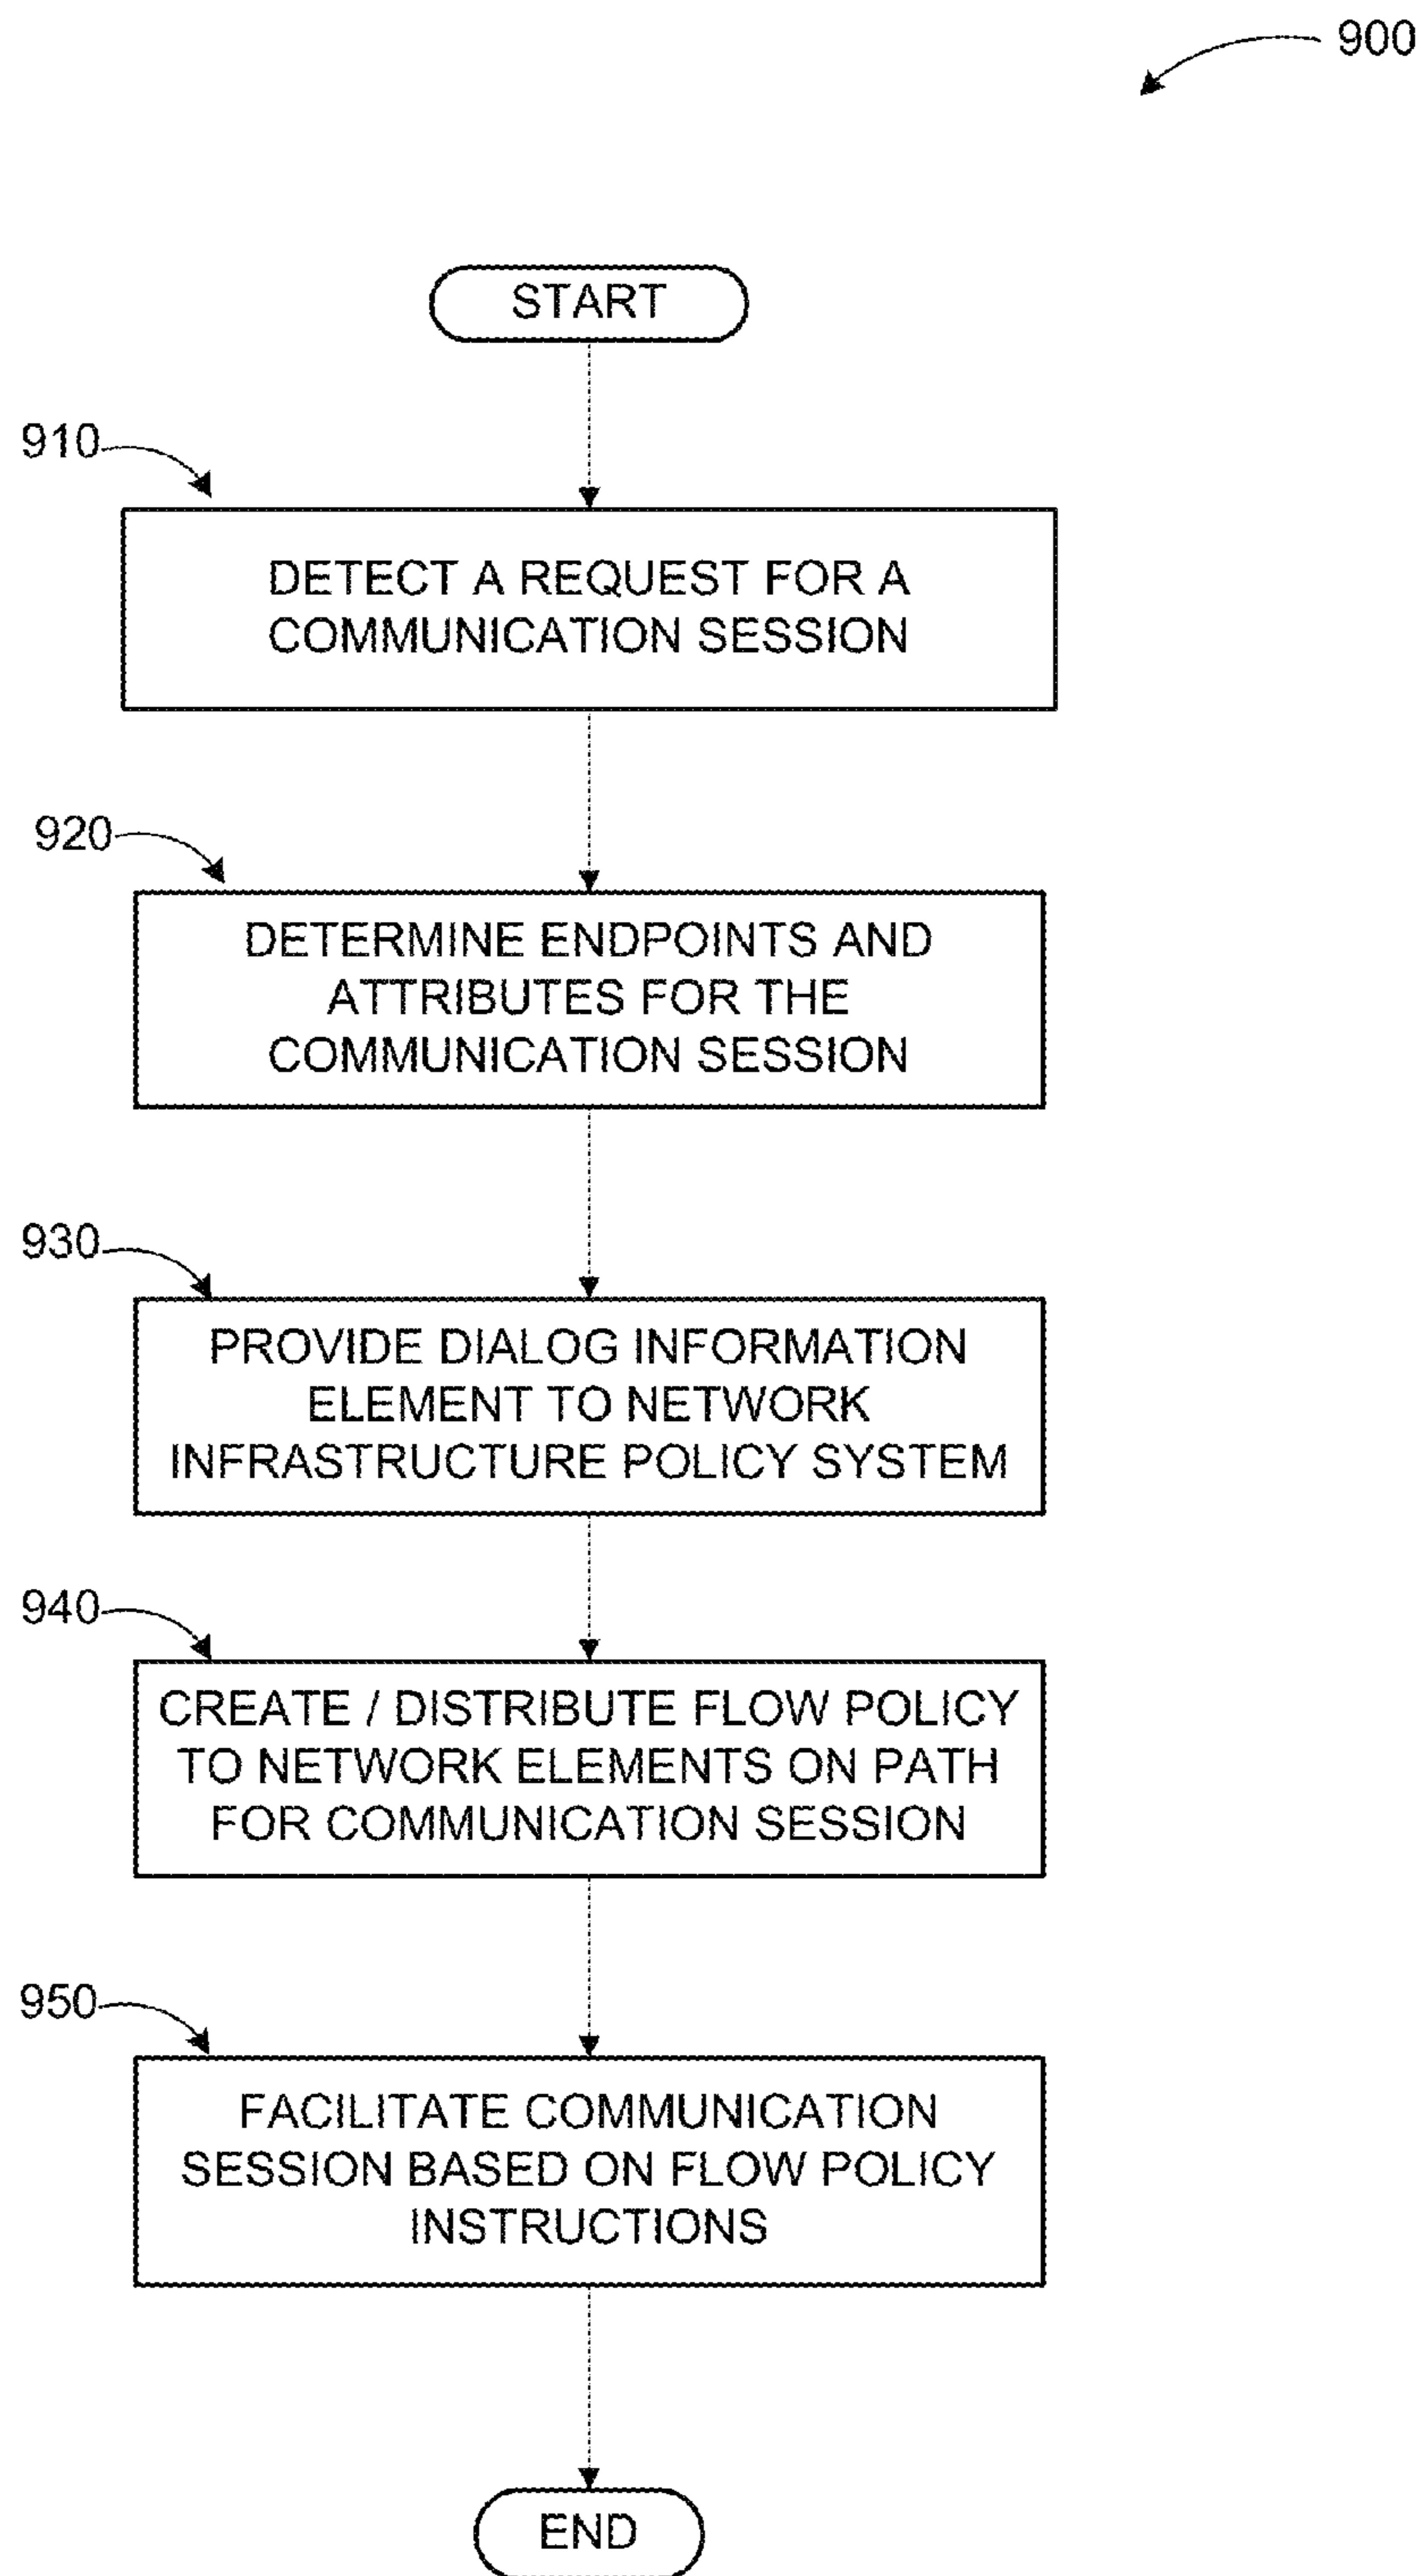 900
START
910
DETECT A REQUEST FOR A
COMMUNICATION SESSION
920
DETERMINE ENDPOINTS AND
ATTRIBUTES FOR THE
COMMUNICATION SESSION
930
PROVIDE DIALOG INFORMATION
ELEMENT TO NETWORK
INFRASTRUCTURE POLICY SYSTEM
940
CREATE / DISTRIBUTE FLOW POLICY
TO NETWORK ELEMENTS ON PATH
FOR COMMUNICATION SESSION
950
FACILITATE COMMUNICATION
SESSION BASED ON FLOW POLICY
INSTRUCTIONS
END